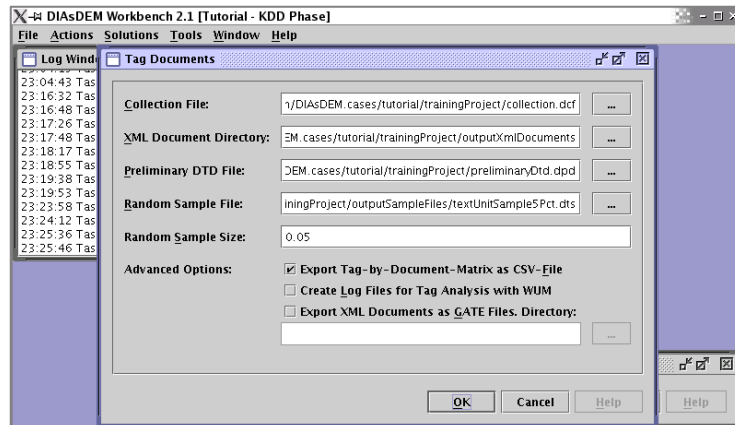 DIAsDEM Workbench 2.1 [Tutorial - KDD Phase]
File Actions Solutions Tools Window Help
Log Wind
Tag Documents
23:04:43 Tas
23:16:32 Tas
23:16:48 Tas
23:17:26 Tas
23:17:48 Tas
23:18:17 Tas
23:18:55 Tas
23:19:38 Tas
23:19:53 Tas
23:23:58 Tas
23:24:12 Tas
23:25:36 Tas
23:25:46 Tas
Collection File: 1/DIAsDEM.cases/tutorial/trainingProject/collection.dcf ...
XML Document Directory: EM.cases/tutorial/trainingProject/outputXmlDocuments ...
Preliminary DTD File: DEM.cases/tutorial/trainingProject/preliminaryDtd.dpd ...
Random Sample File: iningProject/outputSampleFiles/textUnitSample5Pct.dts ...
Random Sample Size: 0.05
Advanced Options: Export Tag-by-Document-Matrix as CSV-File
Create Log Files for Tag Analysis with WUM
Export XML Documents as GATE Files. Directory:
...
OK Cancel Help Help